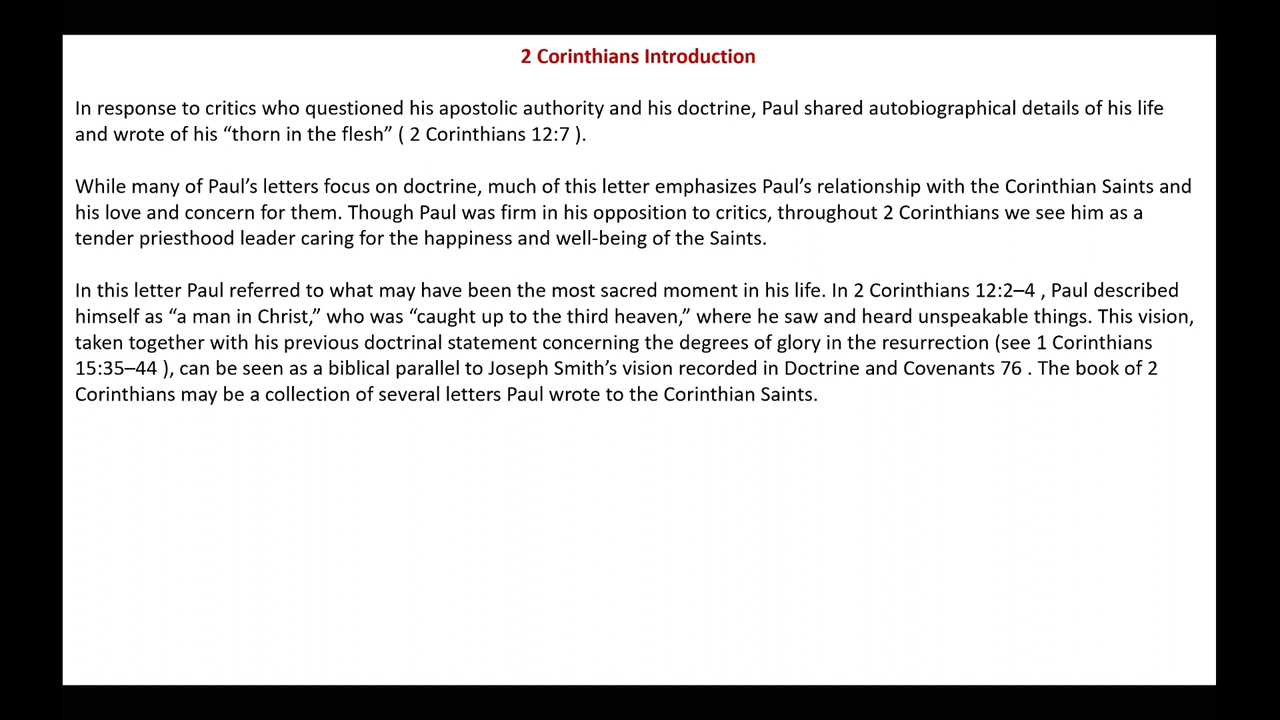 2 Corinthians Introduction
In response to critics who questioned his apostolic authority and his doctrine, Paul shared autobiographical details of his life
and wrote of his “thorn in the flesh” ( 2 Corinthians 12:7 ).
While many of Paul’s letters focus on doctrine, much of this letter emphasizes Paul’s relationship with the Corinthian Saints and
his love and concern for them. Though Paul was firm in his opposition to critics, throughout 2 Corinthians we see him as a
tender priesthood leader caring for the happiness and well-being of the Saints.
In this letter Paul referred to what may have been the most sacred moment in his life. In 2 Corinthians 12:2–4 , Paul described
himself as “a man in Christ,” who was “caught up to the third heaven,” where he saw and heard unspeakable things. This vision,
taken together with his previous doctrinal statement concerning the degrees of glory in the resurrection (see 1 Corinthians
15:35–44 ), can be seen as a biblical parallel to Joseph Smith’s vision recorded in Doctrine and Covenants 76 . The book of 2
Corinthians may be a collection of several letters Paul wrote to the Corinthian Saints.